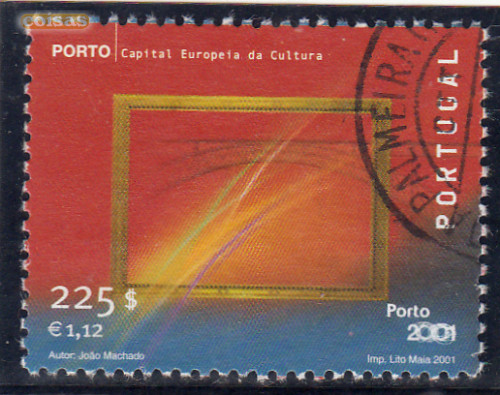 coisas
PORTO Capital Europeia da Cultura
PORTUGAL
PALMEIRA
225$
€1,12
Porto
2001
Autor: João Machado
Imp. Lito Maia 2001